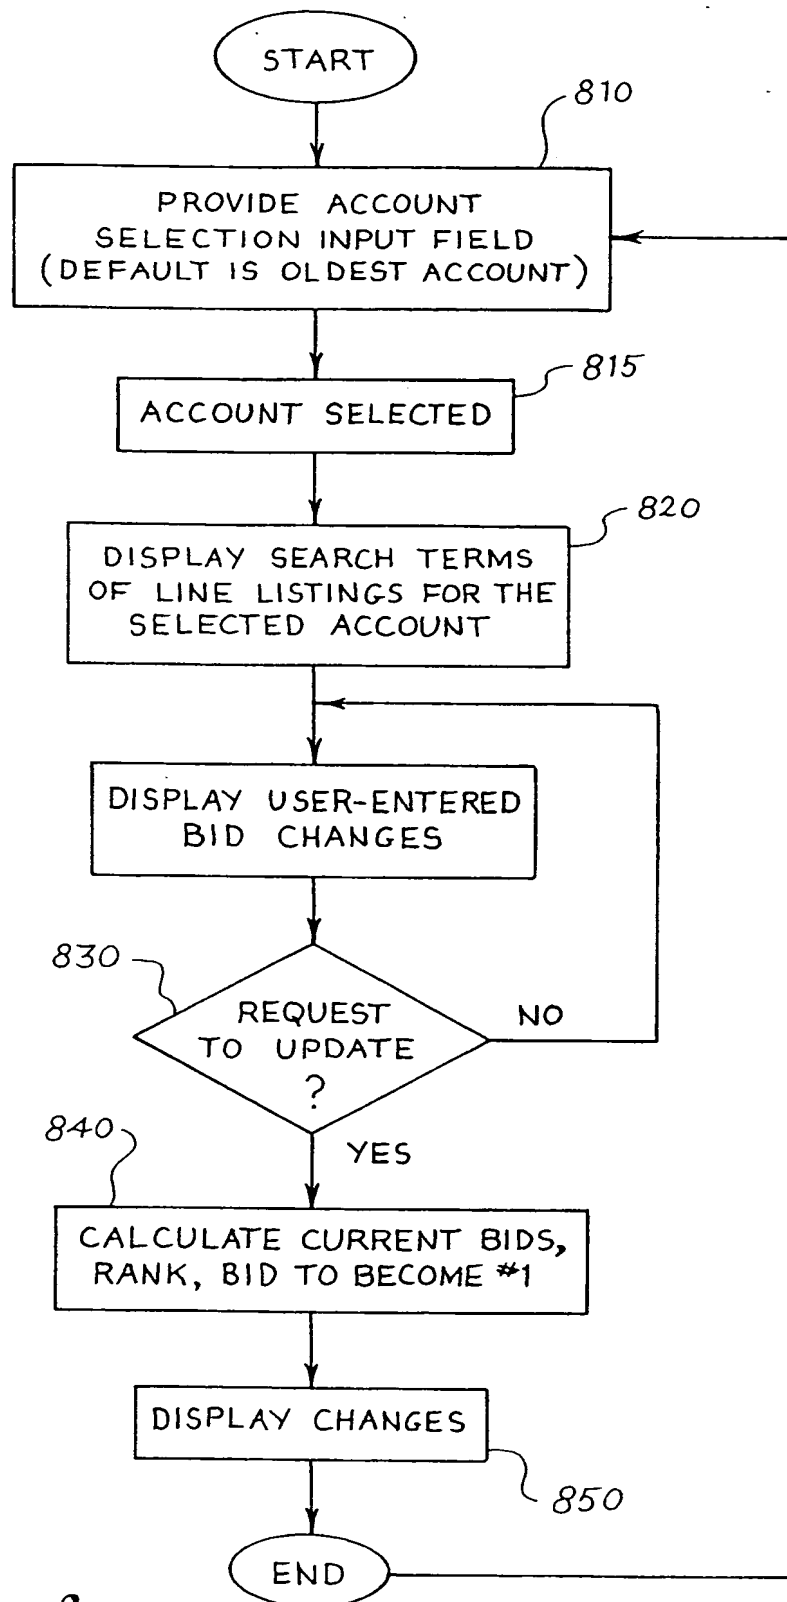 START
810
PROVIDE ACCOUNT
SELECTION INPUT FIELD
(DEFAULT IS OLDEST ACCOUNT)
815
ACCOUNT SELECTED
820
DISPLAY SEARCH TERMS
OF LINE LISTINGS FOR THE
SELECTED ACCOUNT
DISPLAY USER-ENTERED
BID CHANGES
830
REQUEST
TO UPDATE
?
NO
YES
840
CALCULATE CURRENT BIDS,
RANK, BID TO BECOME #1
DISPLAY CHANGES
850
END